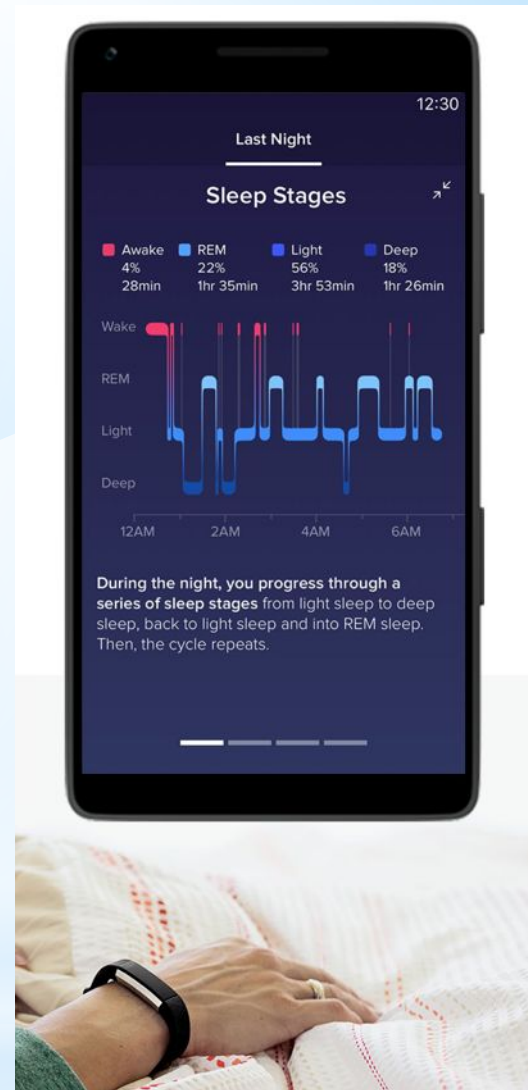 12:30
Last Night
Sleep Stages
Awake REM Light Deep
4% 22% 56% 18%
28min 1hr 35min 3hr 53min 1hr 26min
Wake
REM
Light
Deep
12AM 2AM 4AM 6AM
During the night, you progress through a
series of sleep stages from light sleep to deep
sleep, back to light sleep and into REM sleep.
Then, the cycle repeats.